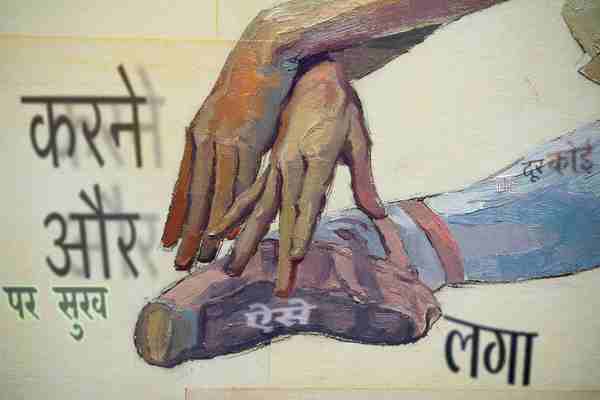 करने
दूर कोई
और
पर सुख
ऐसे
लगा